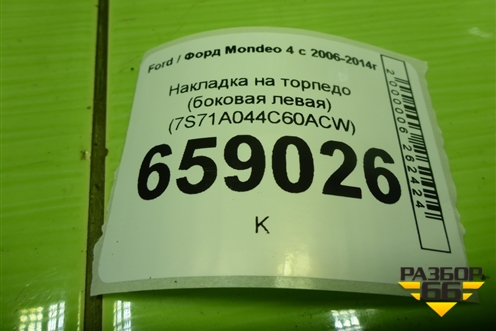 Ford / Форд Mondeo 4 с 2006-2014г
Накладка на торпедо
(боковая левая)
(7S71A044C60ACW)
659026
К
2000006262424
РАЗБОР
66